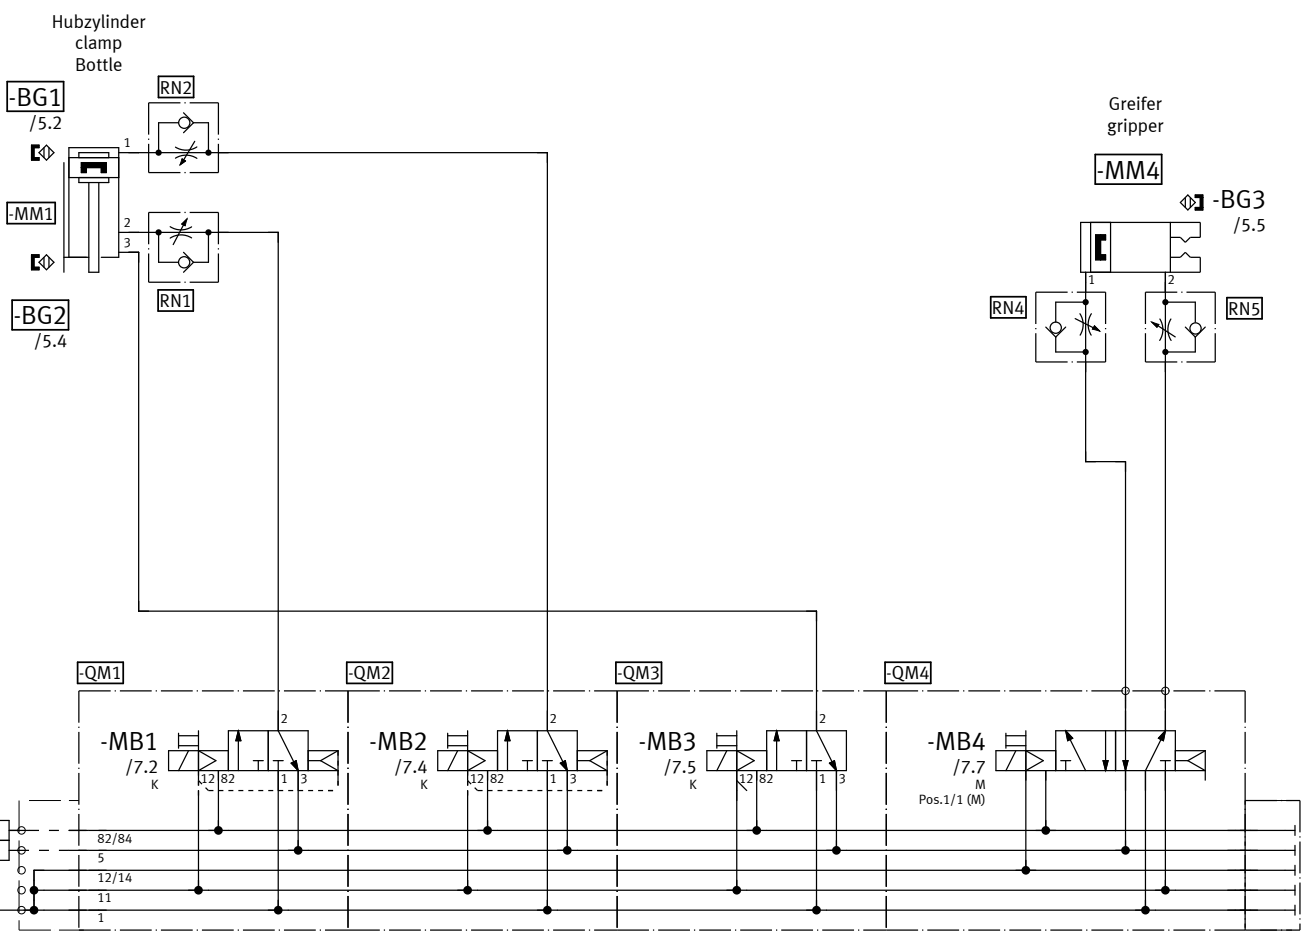 Hubzylinder
clamp
Bottle
-BG1
/5.2
RN2
1
-MM1
2
3
RN1
-BG2
/5.4
Greifer
gripper
-MM4
-BG3
/5.5
1
2
RN4
RN5
-QM1
-QM2
-QM3
-QM4
2
2
2
-MB1
/7.2
K
12 82
1
3
-MB2
/7.4
K
12 82
1
3
-MB3
/7.5
K
12 82
1
3
-MB4
/7.7
M
Pos.1/1 (M)
82/84
5
12/14
11
1